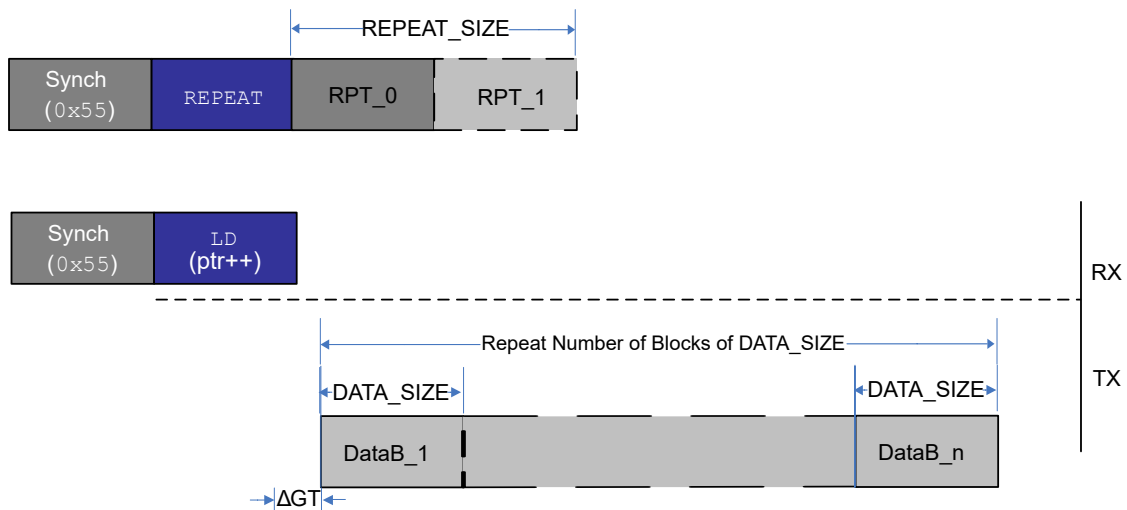 REPEAT_SIZE
Synch
(0x55)
REPEAT
RPT_0
RPT_1
Synch
(0x55)
LD
(ptr++)
RX
Repeat Number of Blocks of DATA_SIZE
TX
DATA_SIZE
DATA_SIZE
DataB_1
DataB_n
ΔGT